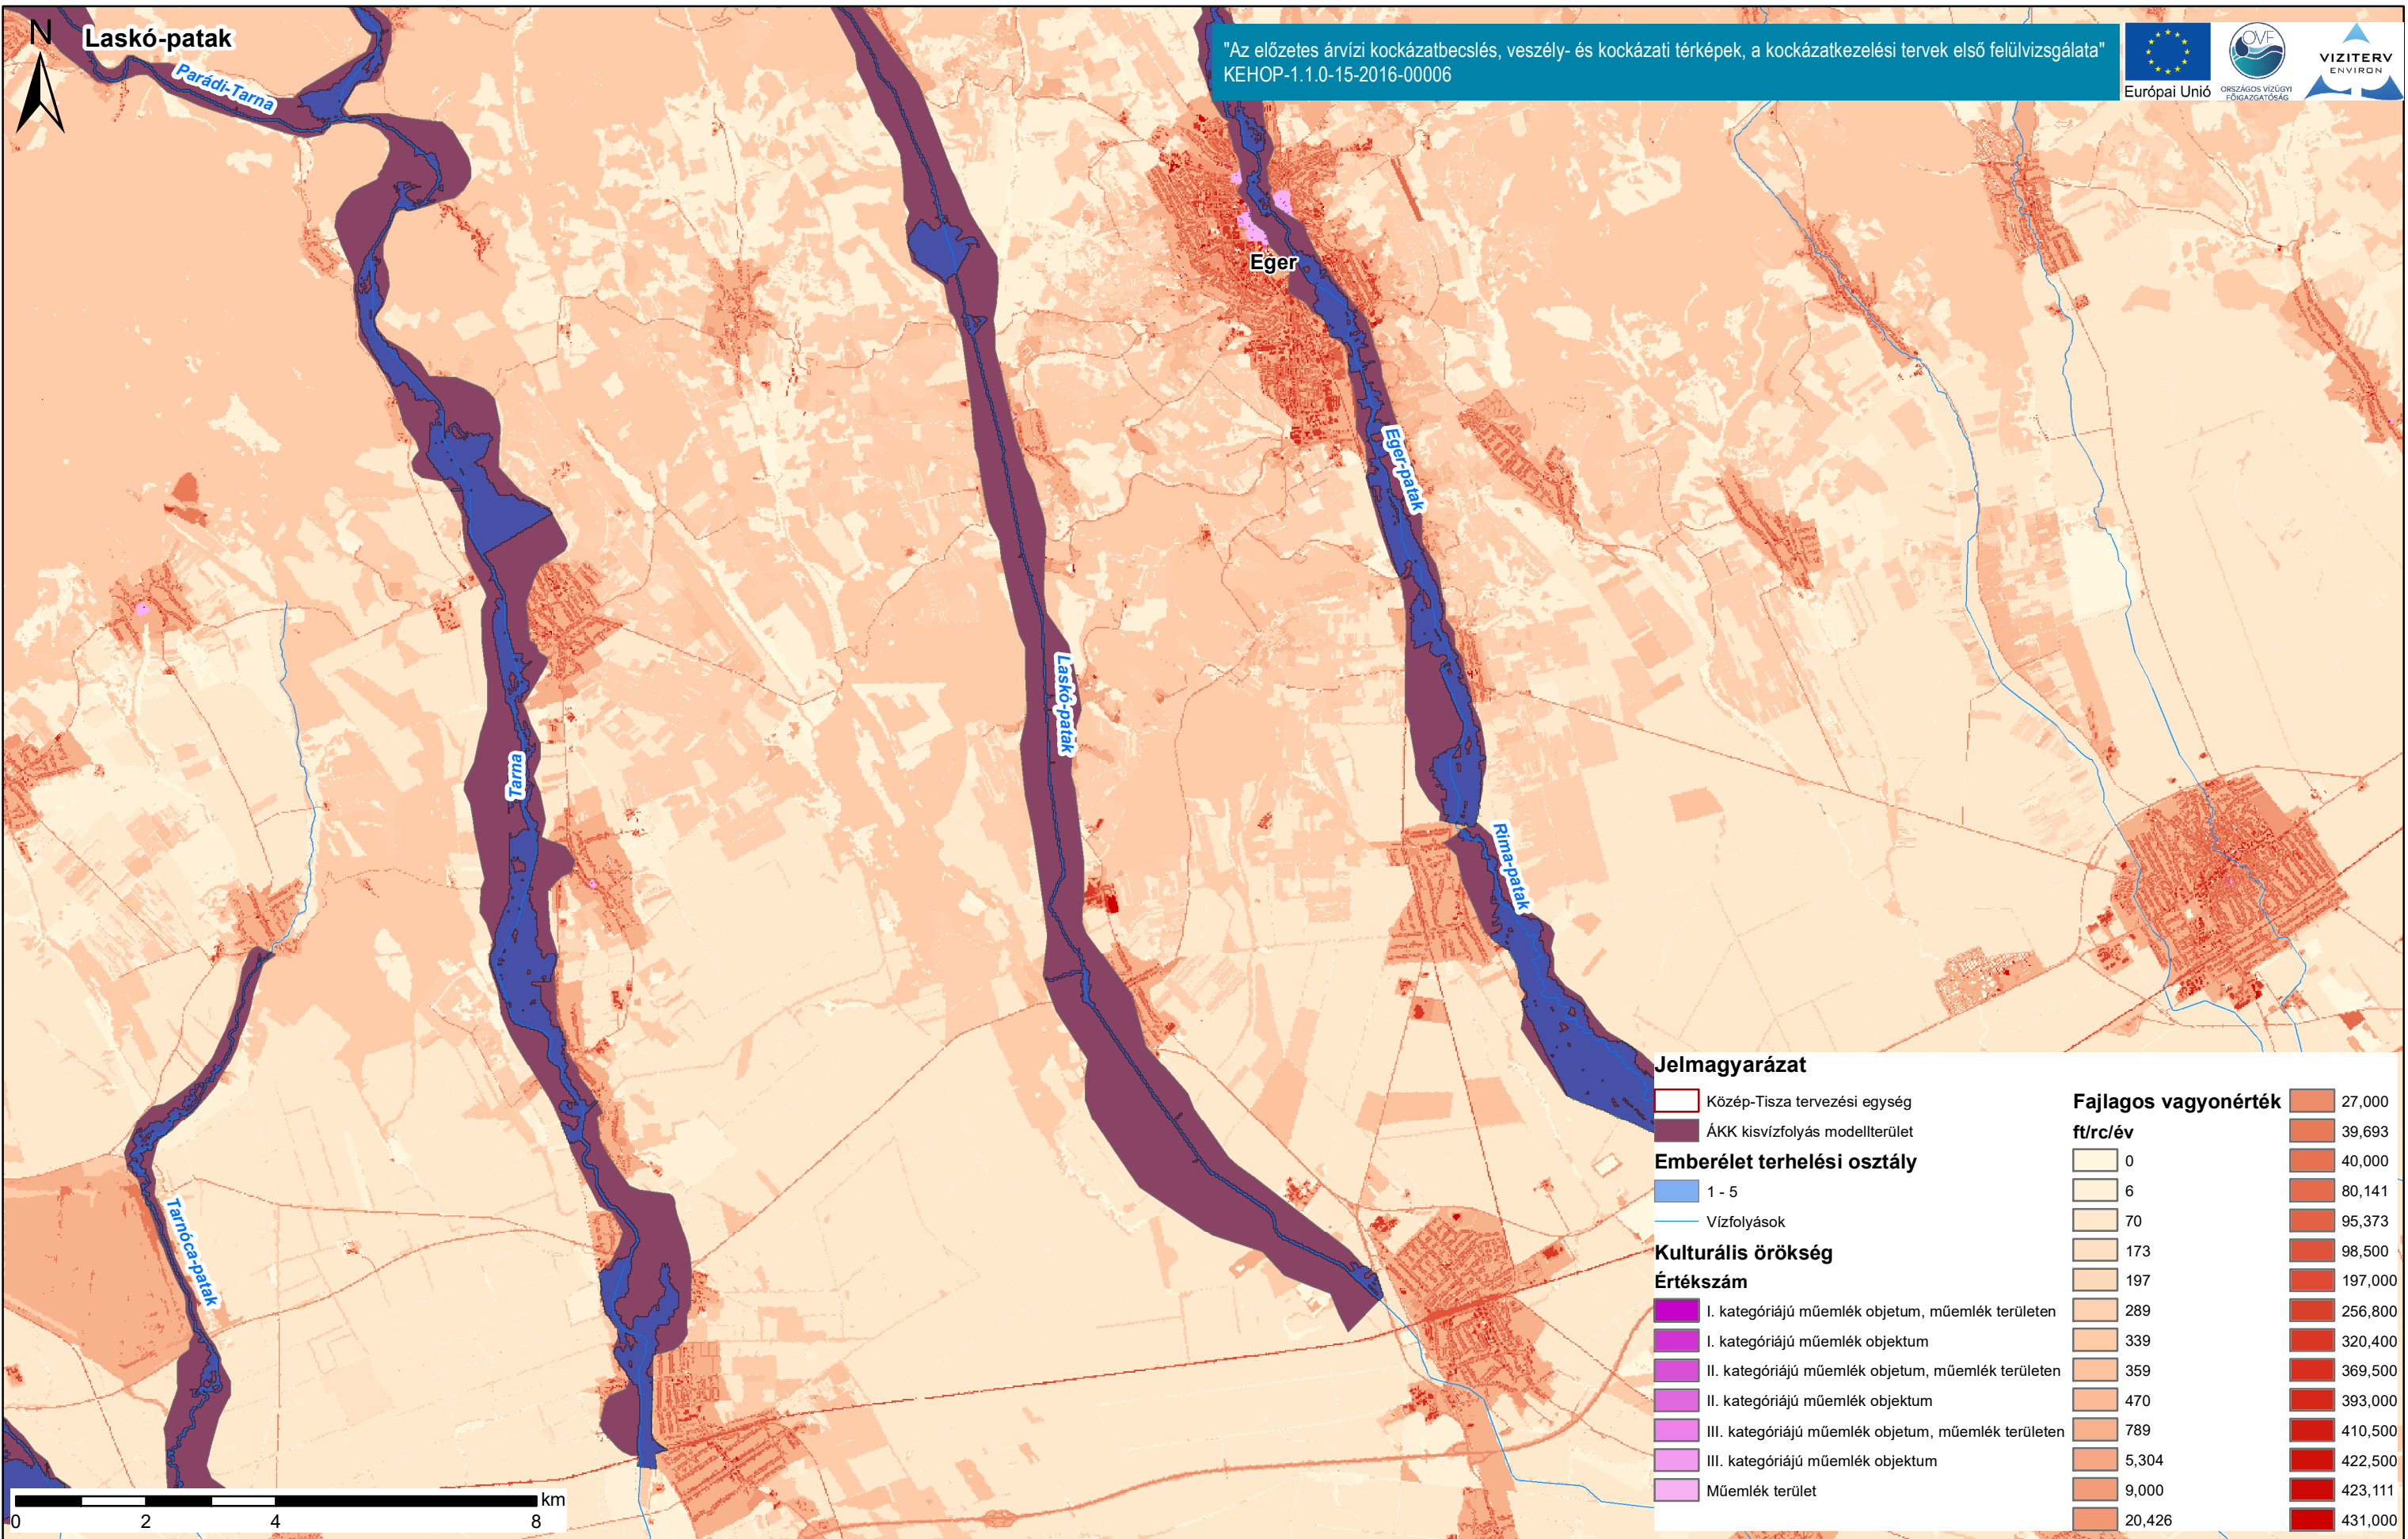 N
Laskó-patak
"Az előzetes árvízi kockázatbecslés, veszély- és kockázati térképek, a kockázatkezelési tervek első felülvizsgálata"
KEHOP-1.1.0-15-2016-00006
Európai Unió
OVF
ORSZÁGOS VÍZÜGYI
FŐIGAZGATÓSÁG
VIZITERV
ENVIRON
Parádi-Tarna
Eger
Eger-patak
Laskó-patak
Tarna
Rima-patak
Tarnóca-patak
Jelmagyarázat
Közép-Tisza tervezési egység
ÁKK kisvízfolyás modellterület
Emberélet terhelési osztály
1 - 5
Vízfolyások
Kulturális örökség
Értékszám
I. kategóriájú műemlék objetum, műemlék területen
I. kategóriájú műemlék objektum
II. kategóriájú műemlék objetum, műemlék területen
II. kategóriájú műemlék objektum
III. kategóriájú műemlék objetum, műemlék területen
III. kategóriájú műemlék objektum
Műemlék terület
Fajlagos vagyonérték
ft/rc/év
0
6
70
173
197
289
339
359
470
789
5,304
9,000
20,426
27,000
39,693
40,000
80,141
95,373
98,500
197,000
256,800
320,400
369,500
393,000
410,500
422,500
423,111
431,000
km
0 2 4 8